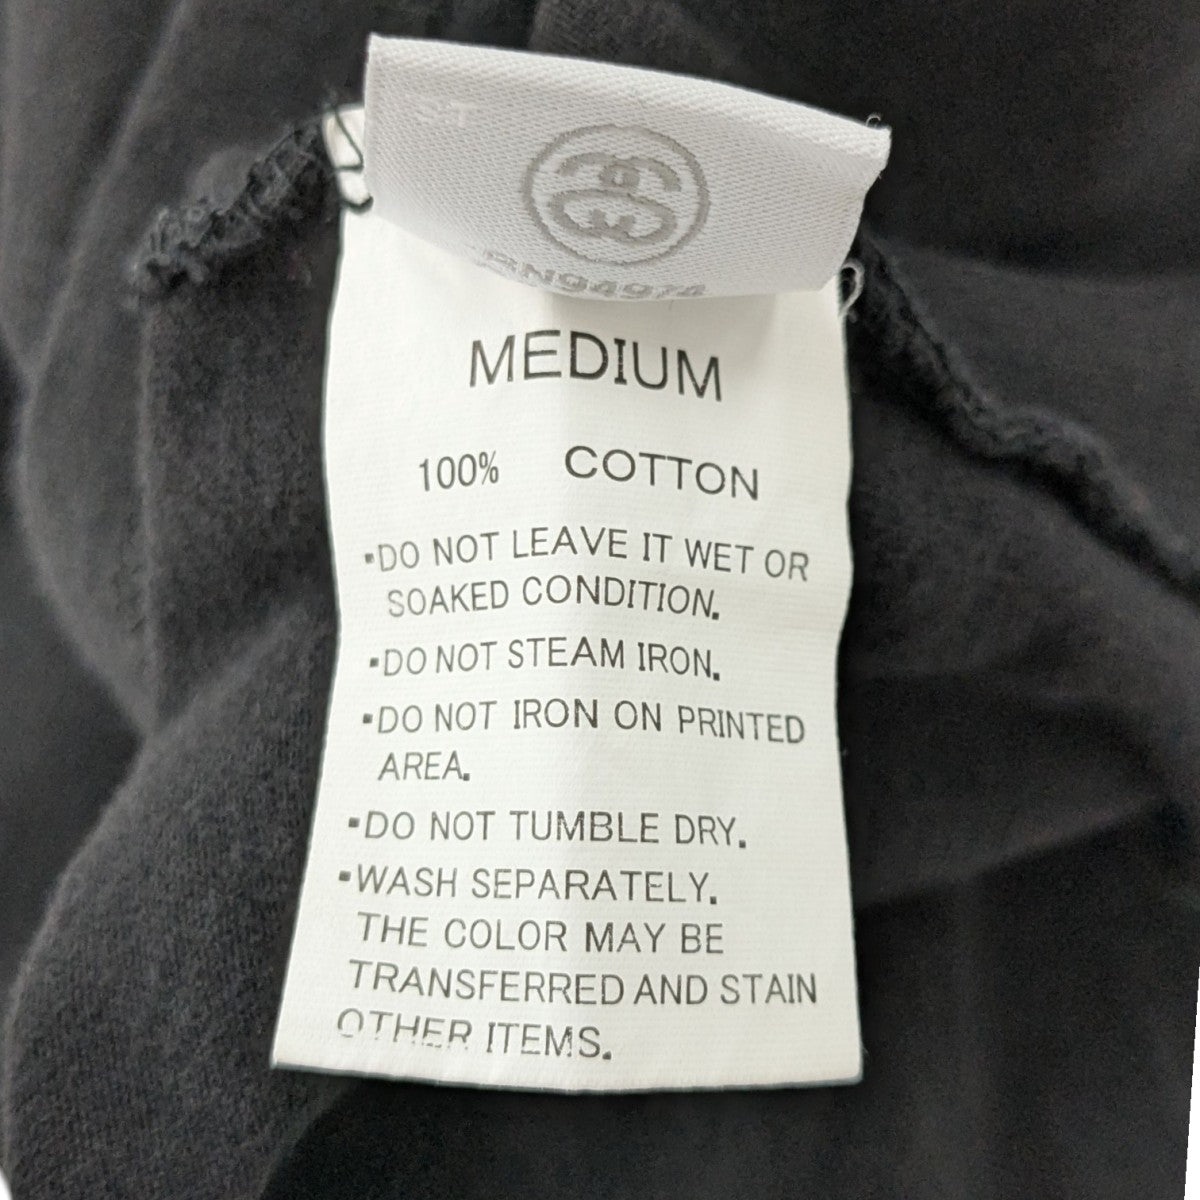 ST
RN94974
MEDIUM
100% COTTON
▪DO NOT LEAVE IT WET OR
SOAKED CONDITION.
▪DO NOT STEAM IRON.
▪DO NOT IRON ON PRINTED
AREA.
▪DO NOT TUMBLE DRY.
▪WASH SEPARATELY.
THE COLOR MAY BE
TRANSFERRED AND STAIN
OTHER ITEMS.